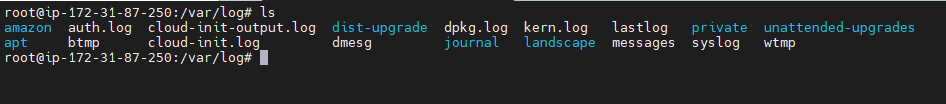 root@ip-172-31-87-250:/var/log# ls
amazon  auth.log  cloud-init-output.log  dist-upgrade  dpkg.log  kern.log  lastlog  private  unattended-upgrades
apt     btmp      cloud-init.log         dmesg         journal   landscape  messages  syslog  wtmp
root@ip-172-31-87-250:/var/log#